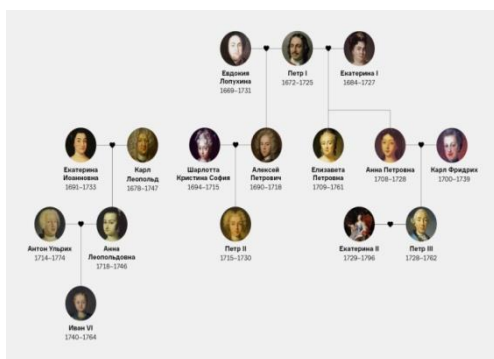 Евдокия
Лопухина
1669–1731
Петр I
1672–1725
Екатерина I
1684–1727
Екатерина
Иоанновна
1691–1733
Карл
Леопольд
1678–1747
Шарлотта
Кристина София
1694–1715
Алексей
Петрович
1690–1718
Елизавета
Петровна
1709–1761
Анна Петровна
1708–1728
Карл Фридрих
1700–1739
Антон Ульрих
1714–1774
Анна
Леопольдовна
1718–1746
Петр II
1715–1730
Екатерина II
1729–1796
Петр III
1728–1762
Иван VI
1740–1764